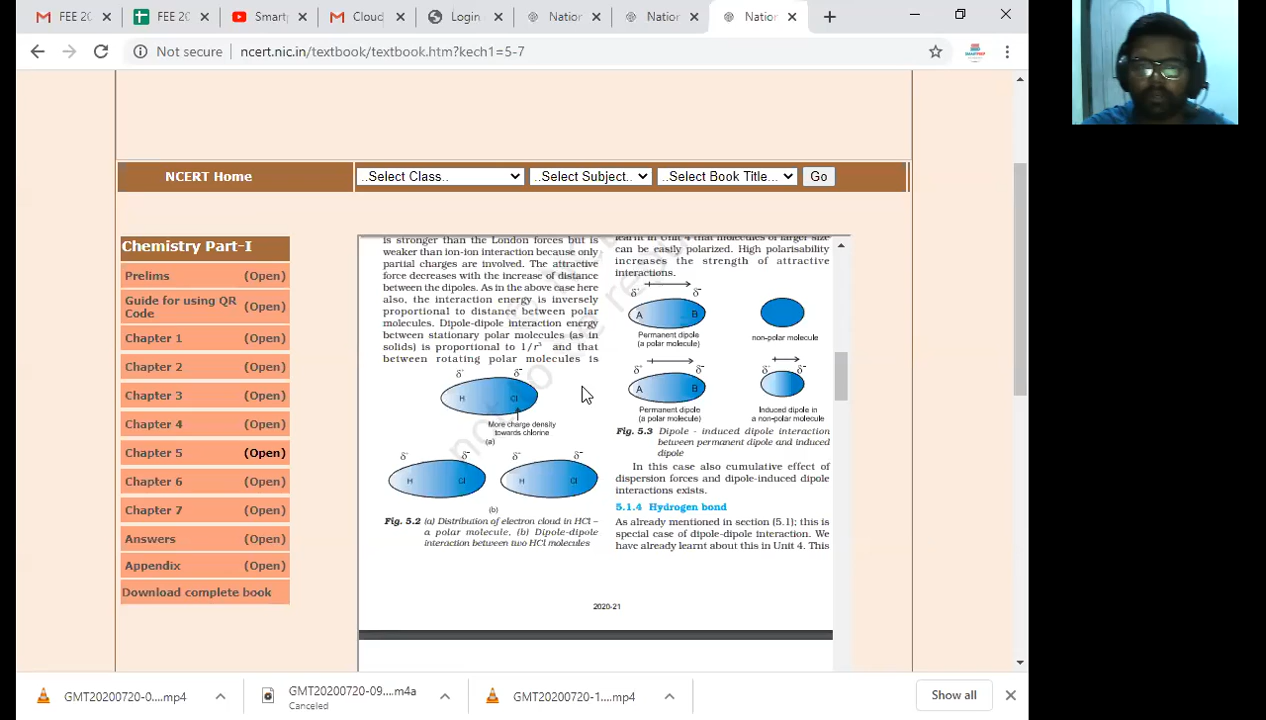 FEE 20
FEE 20
Smartp
Cloud
Login
Nation
Nation
Nation
Not secure
ncert.nic.in/textbook/textbook.htm?kech1=5-7
NCERT Home
..Select Class..
..Select Subject..
..Select Book Title...
Go
Chemistry Part-I
Prelims (Open)
Guide for using QR
Code (Open)
Chapter 1 (Open)
Chapter 2 (Open)
Chapter 3 (Open)
Chapter 4 (Open)
Chapter 5 (Open)
Chapter 6 (Open)
Chapter 7 (Open)
Answers (Open)
Appendix (Open)
Download complete book
is stronger than the London forces but is
weaker than ion-ion interaction because only
partial charges are involved. The attractive
force decreases with the increase of distance
between the dipoles. As in the above case here
also, the interaction energy is inversely
proportional to distance between polar
molecules. Dipole-dipole interaction energy
between stationary polar molecules (as in
solids) is proportional to 1/r³ and that
between rotating polar molecules is
δ⁺ δ⁻
H Cl
More charge density
towards chlorine
(a)
δ⁺ δ⁻ δ⁺ δ⁻
H Cl H Cl
(b)
Fig. 5.2 (a) Distribution of electron cloud in HCl –
a polar molecule, (b) Dipole-dipole
interaction between two HCl molecules
learnt in Unit 4 that molecules of larger size
can be easily polarized. High polarisability
increases the strength of attractive
interactions.
δ⁺ δ⁻
A B
Permanent dipole
(a polar molecule)
non-polar molecule
δ⁺ δ⁻
A B
Permanent dipole
(a polar molecule)
δ⁻
Induced dipole in
a non-polar molecule
Fig. 5.3 Dipole - induced dipole interaction
between permanent dipole and induced
dipole
In this case also cumulative effect of
dispersion forces and dipole-induced dipole
interactions exists.
5.1.4 Hydrogen bond
As already mentioned in section (5.1); this is
special case of dipole-dipole interaction. We
have already learnt about this in Unit 4. This
2020-21
GMT20200720-0....mp4
GMT20200720-09....m4a
Canceled
GMT20200720-1....mp4
Show all